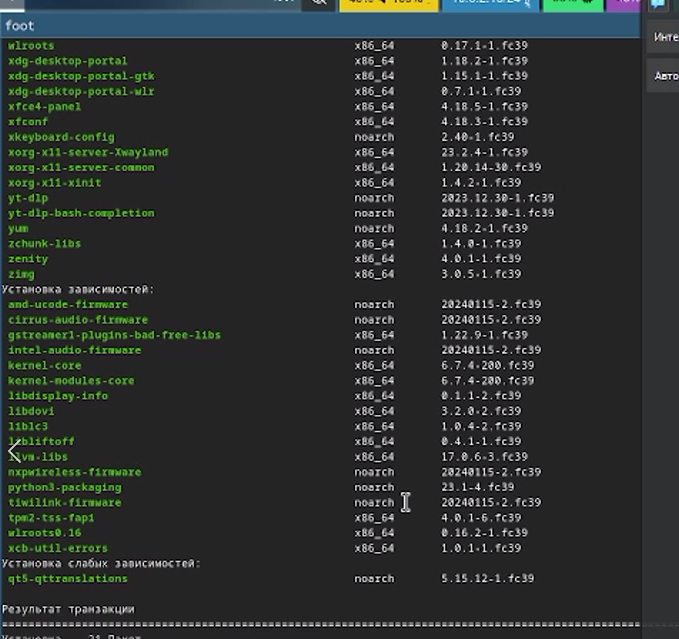 foot
Инте
Авто
wlroots x86_64 0.17.1-1.fc39
xdg-desktop-portal x86_64 1.18.2-1.fc39
xdg-desktop-portal-gtk x86_64 1.15.1-1.fc39
xdg-desktop-portal-wlr x86_64 0.7.1-1.fc39
xfce4-panel x86_64 4.18.5-1.fc39
xfconf x86_64 4.18.3-1.fc39
xkeyboard-config noarch 2.40-1.fc39
xorg-x11-server-Xwayland x86_64 23.2.4-1.fc39
xorg-x11-server-common x86_64 1.20.14-30.fc39
xorg-x11-xinit x86_64 1.4.2-1.fc39
yt-dlp noarch 2023.12.30-1.fc39
yt-dlp-bash-completion noarch 2023.12.30-1.fc39
yum noarch 4.18.2-1.fc39
zchunk-libs x86_64 1.4.0-1.fc39
zenity x86_64 4.0.1-1.fc39
zimg x86_64 3.0.5-1.fc39
Установка зависимостей:
amd-ucode-firmware noarch 20240115-2.fc39
cirrus-audio-firmware noarch 20240115-2.fc39
gstreamer1-plugins-bad-free-libs x86_64 1.22.9-1.fc39
intel-audio-firmware noarch 20240115-2.fc39
kernel-core x86_64 6.7.4-200.fc39
kernel-modules-core x86_64 6.7.4-200.fc39
libdisplay-info x86_64 0.1.1-2.fc39
libdovi x86_64 3.2.0-2.fc39
liblc3 x86_64 1.0.4-2.fc39
libliftoff x86_64 0.4.1-1.fc39
llvm-libs x86_64 17.0.6-3.fc39
nxpwireless-firmware noarch 20240115-2.fc39
python3-packaging noarch 23.1-4.fc39
tiwilink-firmware noarch 20240115-2.fc39
tpm2-tss-fapi x86_64 4.0.1-6.fc39
wlroots0.16 x86_64 0.16.2-1.fc39
xcb-util-errors x86_64 1.0.1-1.fc39
Установка слабых зависимостей:
qt5-qttranslations noarch 5.15.12-1.fc39
Результат транзакции
Установка 21 Пакет